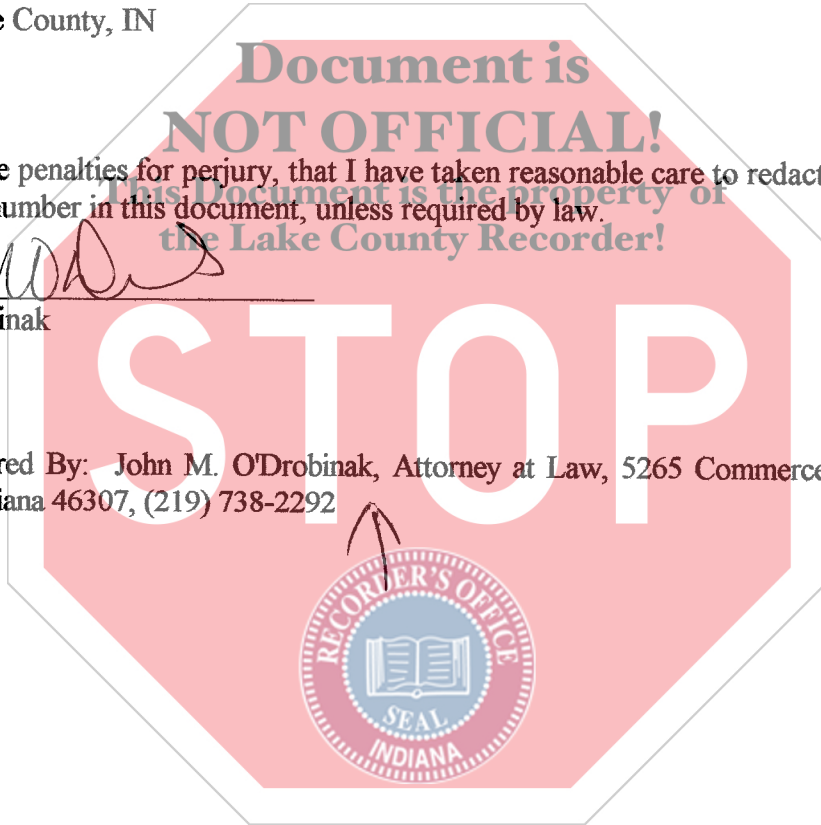 e County, IN
Document is
NOT OFFICIAL!
e penalties for perjury, that I have taken reasonable care to redact
This Document is the property of
number in this document, unless required by law.
the Lake County Recorder!
inak
STOP
red By: John M. O'Drobinak, Attorney at Law, 5265 Commerce
iana 46307, (219) 738-2292
RECORDER'S OFFICE
SEAL
INDIANA